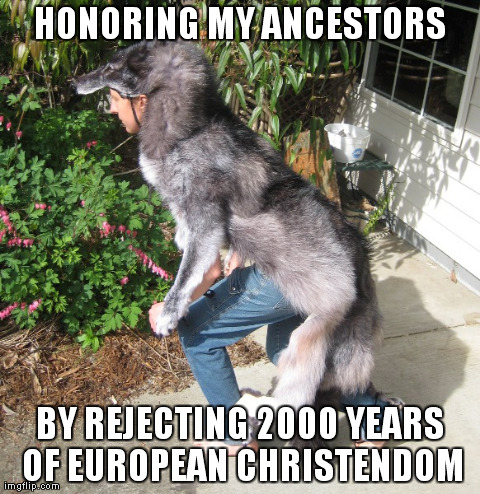 HONORING MY ANCESTORS
BY REJECTING 2000 YEARS
OF EUROPEAN CHRISTENDOM
imgflip.com